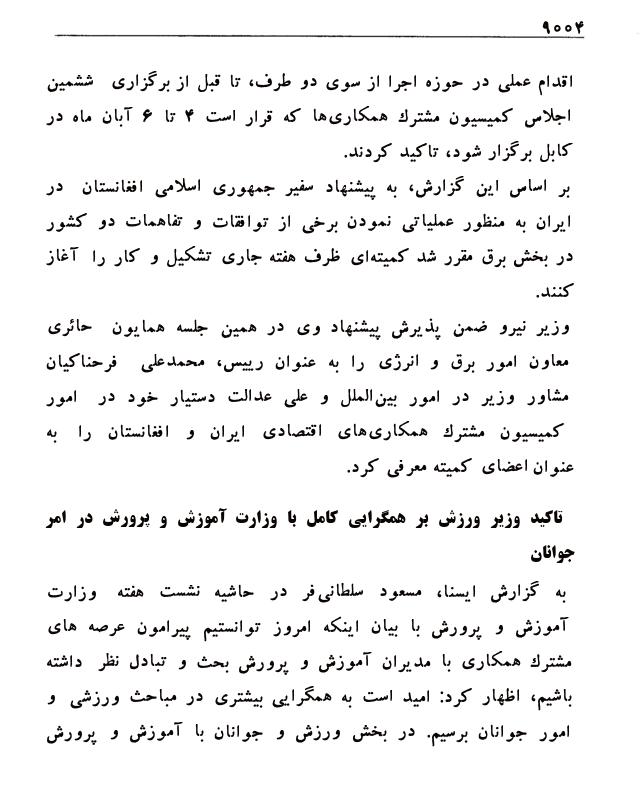 ۹۰۰۴
اقدام عملی در حوزه اجرا از سوی دو طرف، تا قبل از برگزاری ششمین
اجلاس کمیسیون مشترك همکاری‌ها که قرار است ۴ تا ۶ آبان ماه در
کابل برگزار شود، تاکید کردند.
بر اساس این گزارش، به پیشنهاد سفیر جمهوری اسلامی افغانستان در
ایران به منظور عملیاتی نمودن برخی از توافقات و تفاهمات دو کشور
در بخش برق مقرر شد کمیته‌ای ظرف هفته جاری تشکیل و کار را آغاز
کنند.
وزیر نیرو ضمن پذیرش پیشنهاد وی در همین جلسه همایون حائری
معاون امور برق و انرژی را به عنوان رییس، محمدعلی فرحناکیان
مشاور وزیر در امور بین‌الملل و علی عدالت دستیار خود در امور
کمیسیون مشترك همکاری‌های اقتصادی ایران و افغانستان را به
عنوان اعضای کمیته معرفی کرد.
تاکید وزیر ورزش بر همگرایی کامل با وزارت آموزش و پرورش در امر
جوانان
به گزارش ایسنا، مسعود سلطانی‌فر در حاشیه نشست هفته وزارت
آموزش و پرورش با بیان اینکه امروز توانستیم پیرامون عرصه های
مشترك همکاری با مدیران آموزش و پرورش بحث و تبادل نظر داشته
باشیم، اظهار کرد: امید است به همگرایی بیشتری در مباحث ورزشی و
امور جوانان برسیم. در بخش ورزش و جوانان با آموزش و پرورش